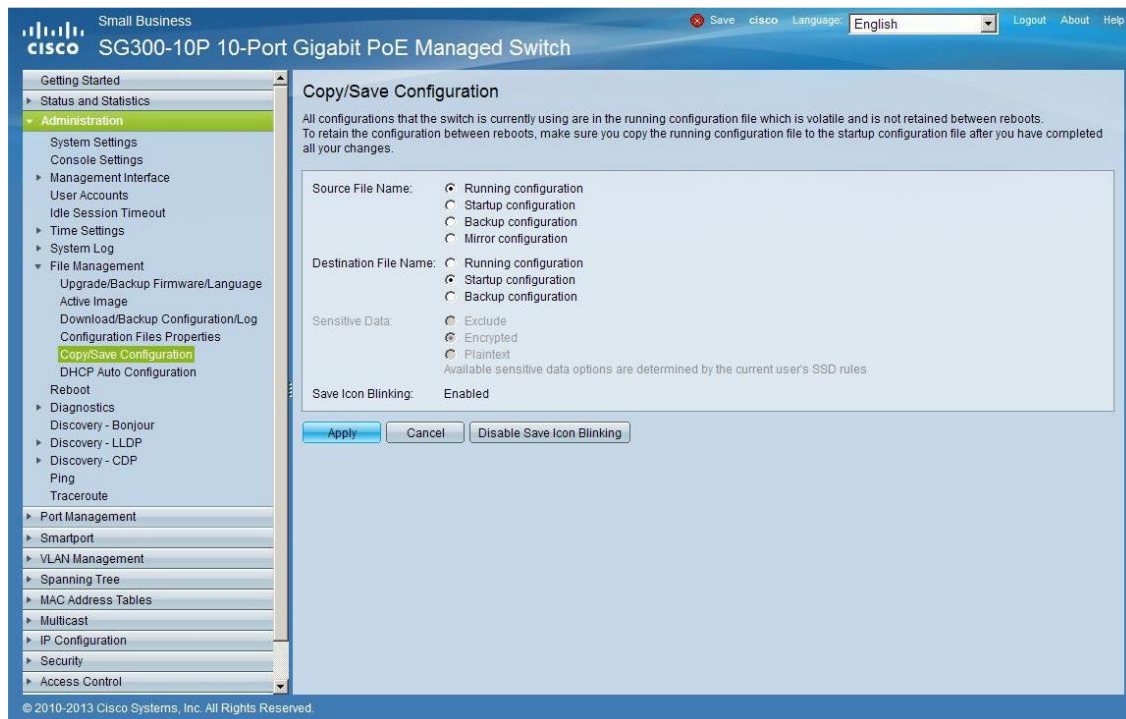 Small Business
Save cisco Language: English Logout About Help
cisco SG300-10P 10-Port Gigabit PoE Managed Switch
Getting Started
Status and Statistics
Administration
System Settings
Console Settings
Management Interface
User Accounts
Idle Session Timeout
Time Settings
System Log
File Management
Upgrade/Backup Firmware/Language
Active Image
Download/Backup Configuration/Log
Configuration Files Properties
Copy/Save Configuration
DHCP Auto Configuration
Reboot
Diagnostics
Discovery - Bonjour
Discovery - LLDP
Discovery - CDP
Ping
Traceroute
Port Management
Smartport
VLAN Management
Spanning Tree
MAC Address Tables
Multicast
IP Configuration
Security
Access Control
Copy/Save Configuration
All configurations that the switch is currently using are in the running configuration file which is volatile and is not retained between reboots.
To retain the configuration between reboots, make sure you copy the running configuration file to the startup configuration file after you have completed
all your changes.
Source File Name: Running configuration
Startup configuration
Backup configuration
Mirror configuration
Destination File Name: Running configuration
Startup configuration
Backup configuration
Sensitive Data: Exclude
Encrypted
Plaintext
Available sensitive data options are determined by the current user's SSD rules
Save Icon Blinking: Enabled
Apply Cancel Disable Save Icon Blinking
© 2010-2013 Cisco Systems, Inc. All Rights Reserved.